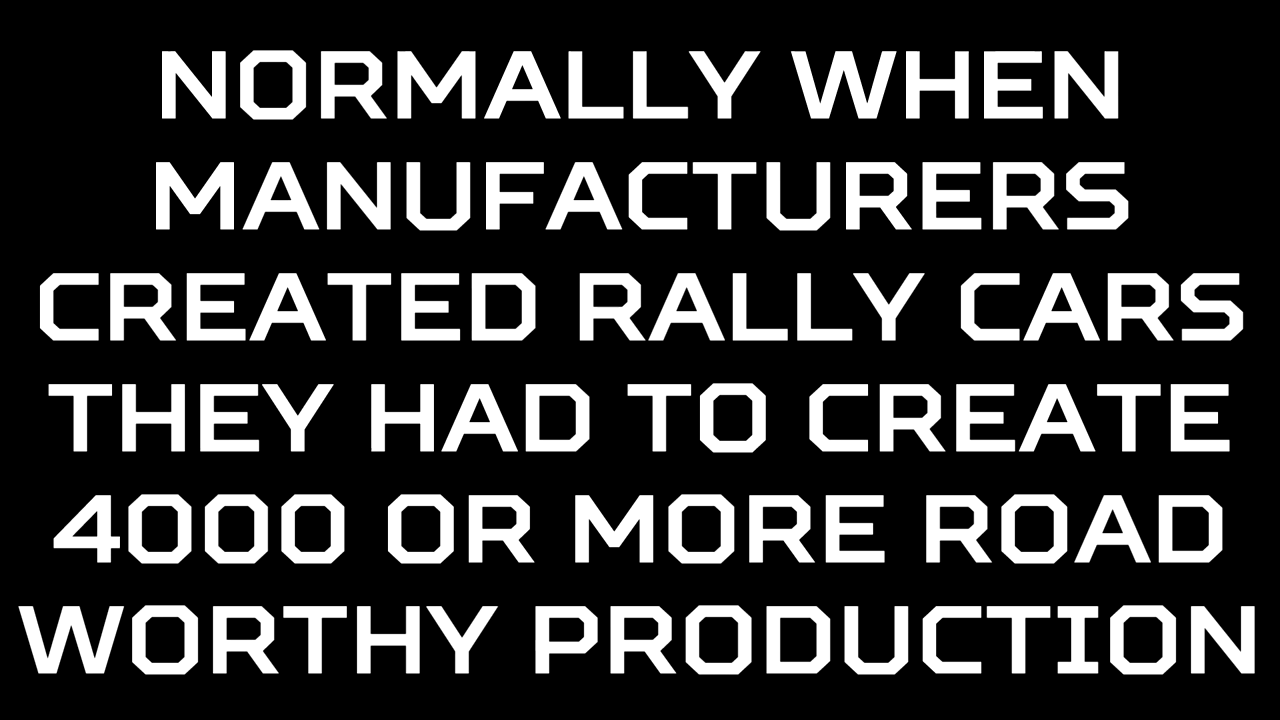 NORMALLY WHEN
MANUFACTURERS
CREATED RALLY CARS
THEY HAD TO CREATE
4000 OR MORE ROAD
WORTHY PRODUCTION